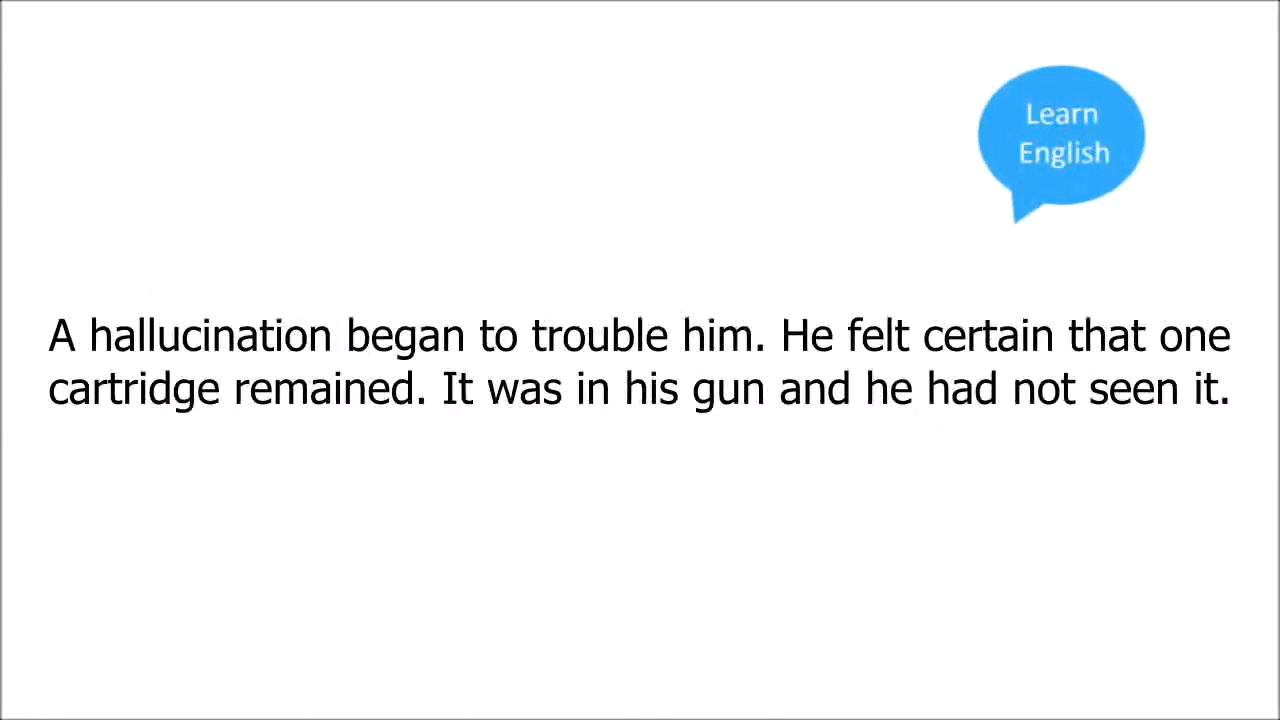 Learn
English
A hallucination began to trouble him. He felt certain that one
cartridge remained. It was in his gun and he had not seen it.